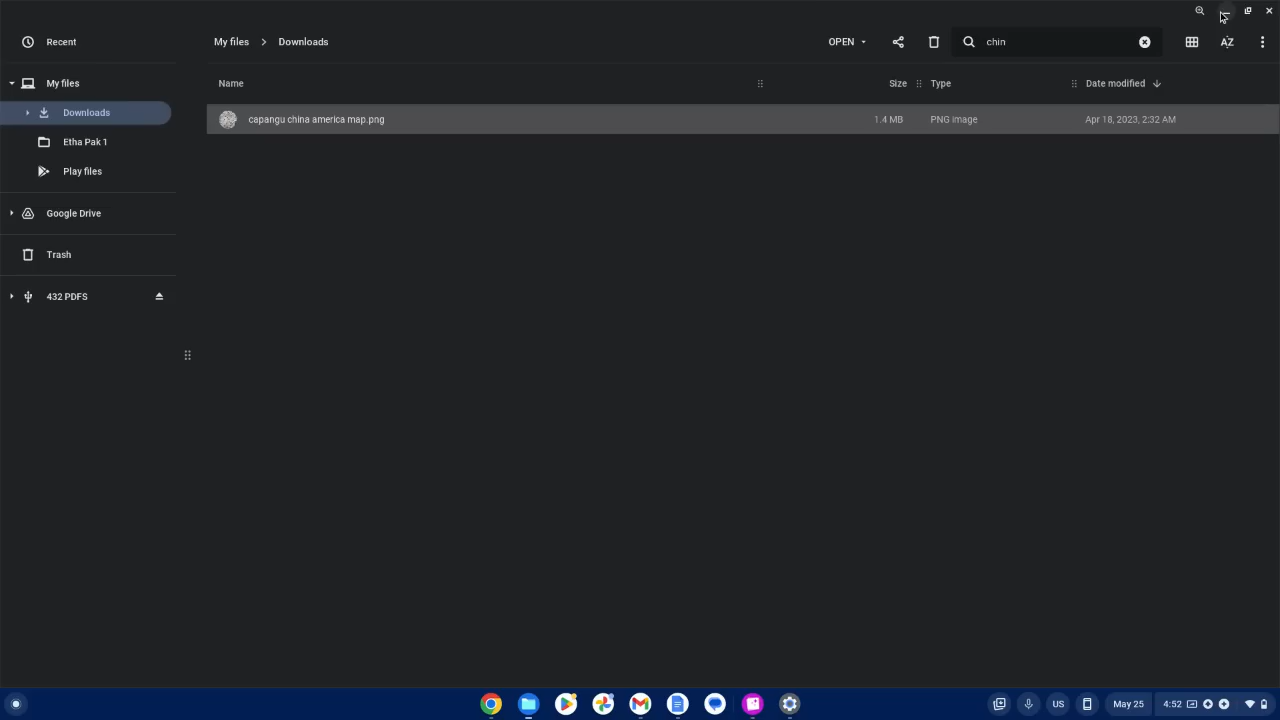 Recent
My files
Downloads
Etha Pak 1
Play files
Google Drive
Trash
432 PDFS
My files Downloads
OPEN
chin
AZ
Name Size Type Date modified
capangu china america map.png 1.4 MB PNG image Apr 18, 2023, 2:32 AM
US May 25 4:52